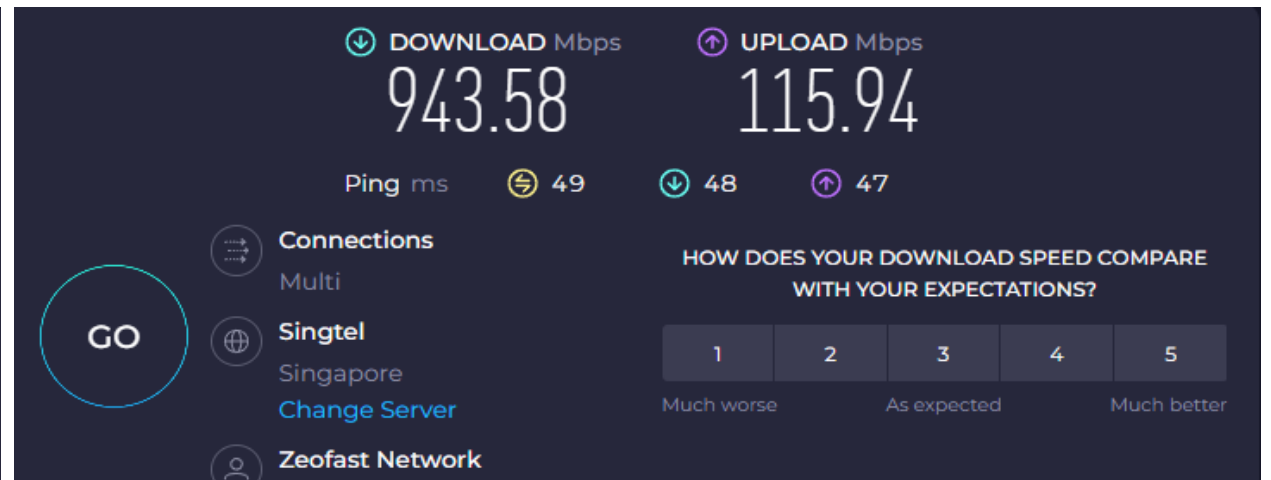 DOWNLOAD Mbps
943.58
UPLOAD Mbps
115.94
Ping ms 49 48 47
GO
Connections
Multi
Singtel
Singapore
Change Server
Zeofast Network
HOW DOES YOUR DOWNLOAD SPEED COMPARE
WITH YOUR EXPECTATIONS?
1 2 3 4 5
Much worse As expected Much better